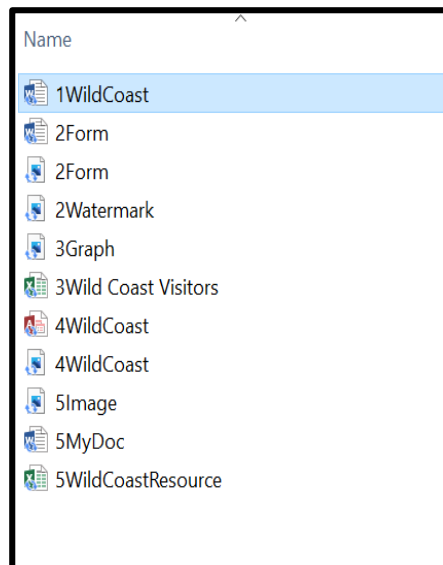 Name
1WildCoast
2Form
2Form
2Watermark
3Graph
3Wild Coast Visitors
4WildCoast
4WildCoast
5Image
5MyDoc
5WildCoastResource